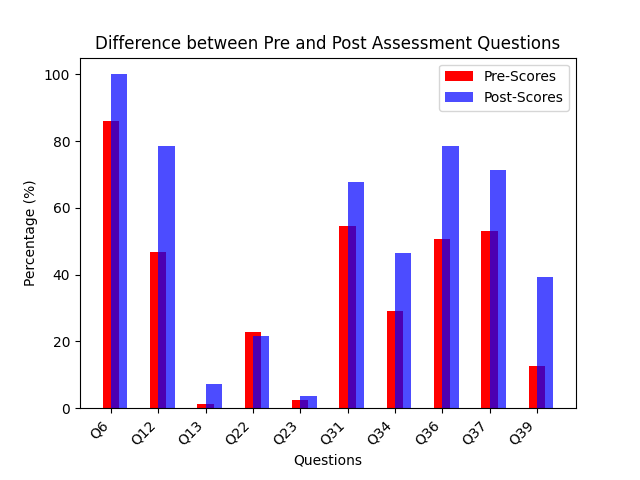 Difference between Pre and Post Assessment Questions
Pre-Scores
Post-Scores
Percentage (%)
100
80
60
40
20
0
Q6
Q12
Q13
Q22
Q23
Q31
Q34
Q36
Q37
Q39
Questions